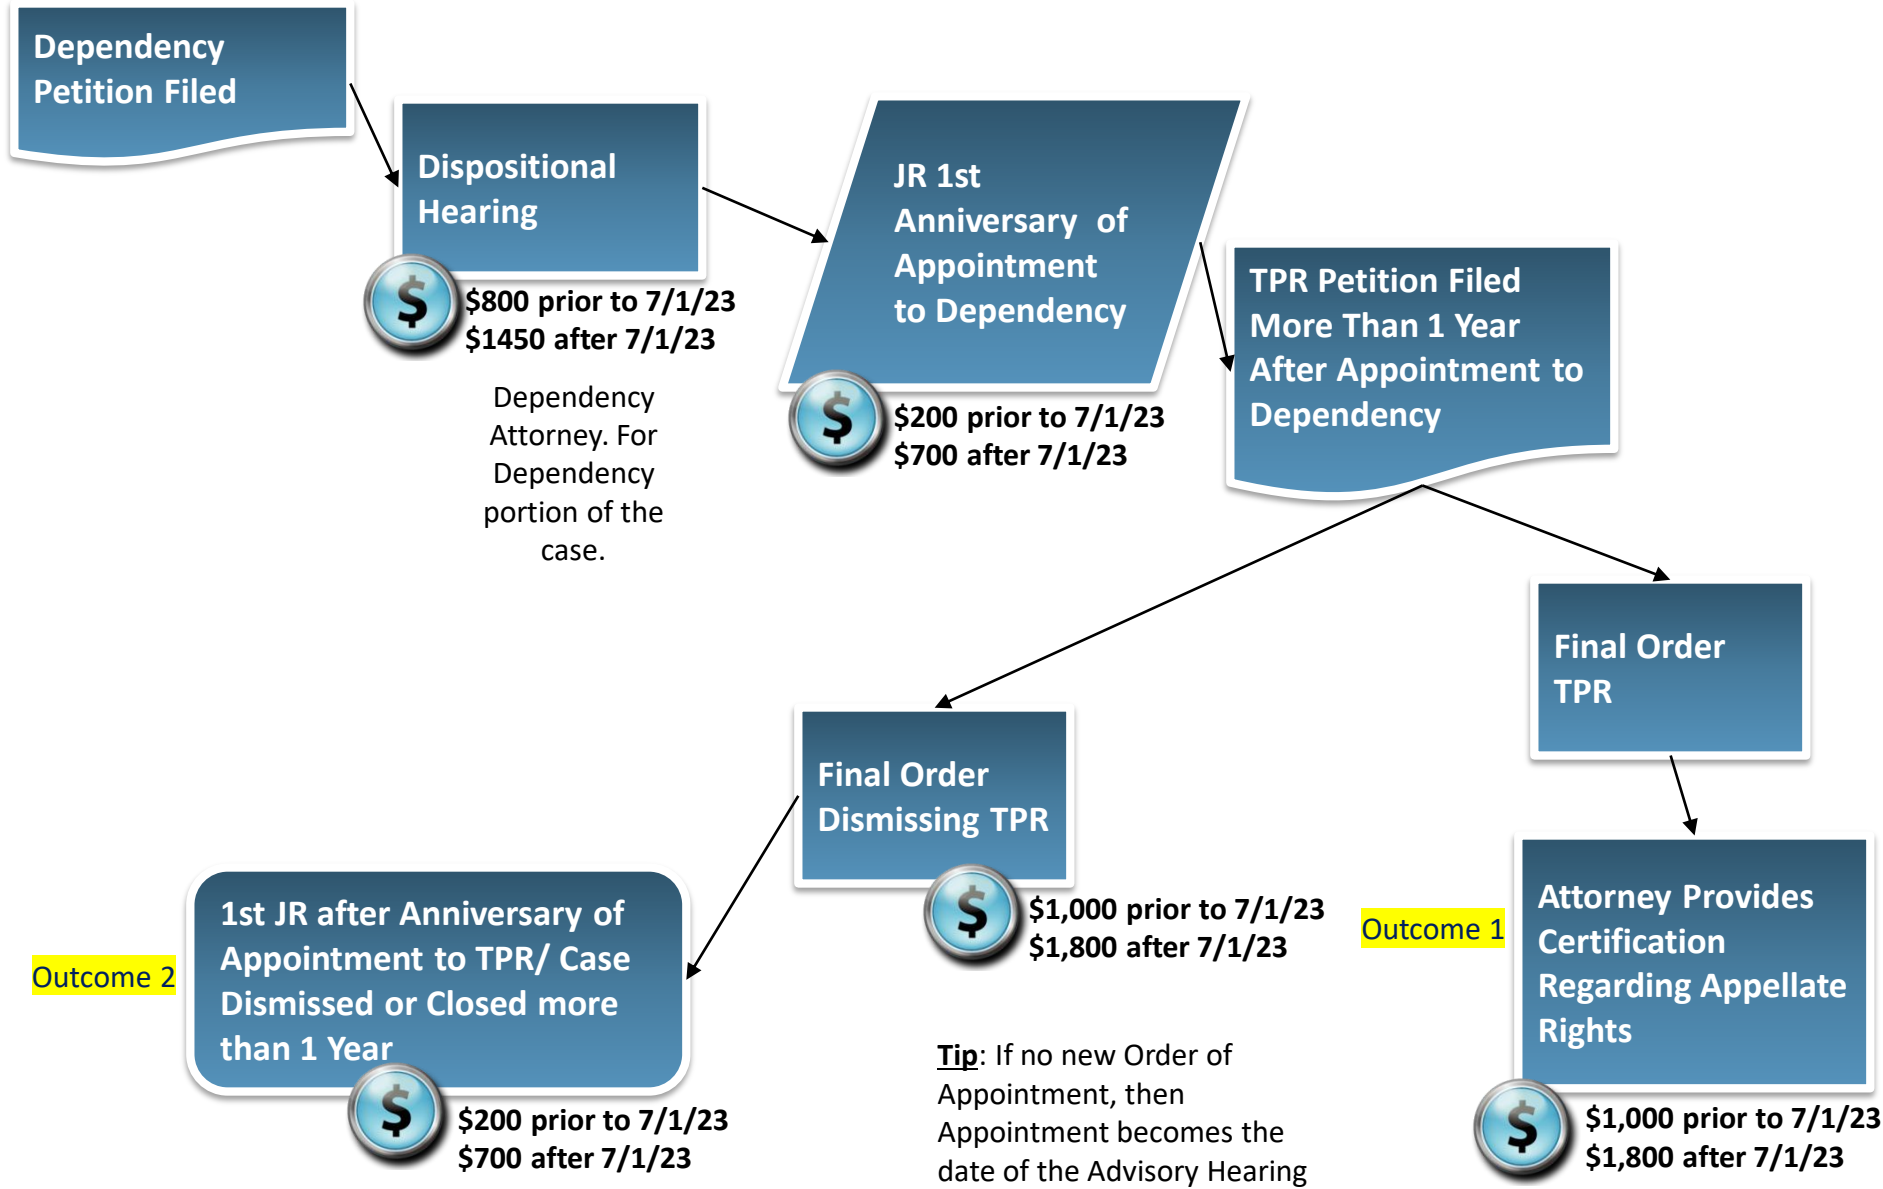 Dependency
Petition Filed
Dispositional
Hearing
$
$800 prior to 7/1/23
$1450 after 7/1/23
Dependency
Attorney. For
Dependency
portion of the
case.
JR 1st
Anniversary of
Appointment
to Dependency
$
$200 prior to 7/1/23
$700 after 7/1/23
TPR Petition Filed
More Than 1 Year
After Appointment to
Dependency
Final Order
TPR
Final Order
Dismissing TPR
$
$1,000 prior to 7/1/23
$1,800 after 7/1/23
Outcome 1
Attorney Provides
Certification
Regarding Appellate
Rights
$
$1,000 prior to 7/1/23
$1,800 after 7/1/23
Outcome 2
1st JR after Anniversary of
Appointment to TPR/ Case
Dismissed or Closed more
than 1 Year
$
$200 prior to 7/1/23
$700 after 7/1/23
Tip: If no new Order of
Appointment, then
Appointment becomes the
date of the Advisory Hearing